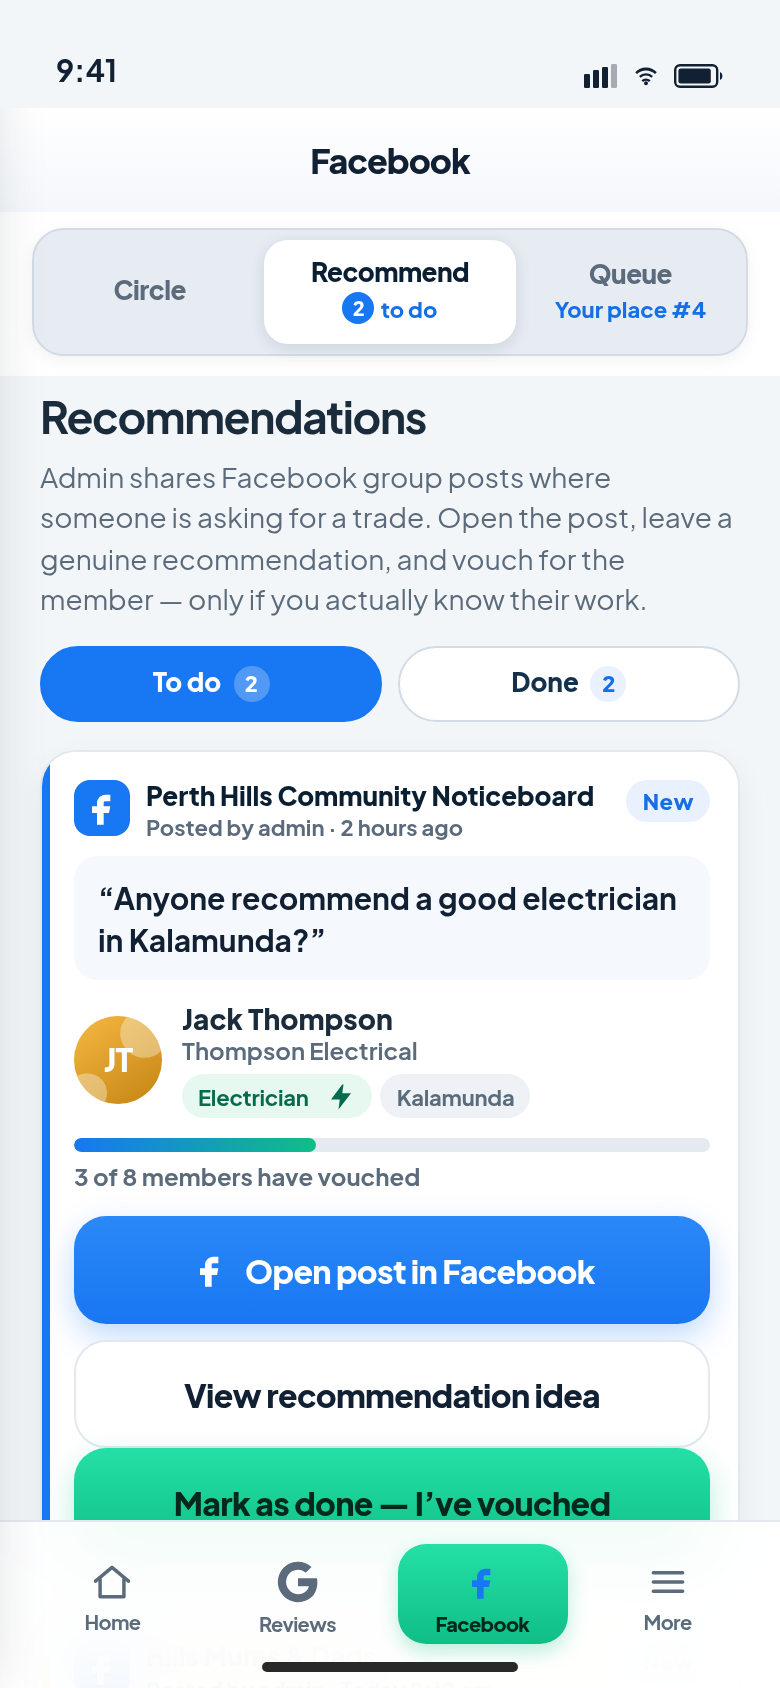 9:41
Facebook
Circle
Recommend
2 to do
Queue
Your place #4
Recommendations
Admin shares Facebook group posts where
someone is asking for a trade. Open the post, leave a
genuine recommendation, and vouch for the
member — only if you actually know their work.
To do 2
Done 2
Perth Hills Community Noticeboard
Posted by admin · 2 hours ago
New
“Anyone recommend a good electrician
in Kalamunda?”
JT
Jack Thompson
Thompson Electrical
Electrician
Kalamunda
3 of 8 members have vouched
Open post in Facebook
View recommendation idea
Mark as done — I’ve vouched
Home
Reviews
Facebook
More